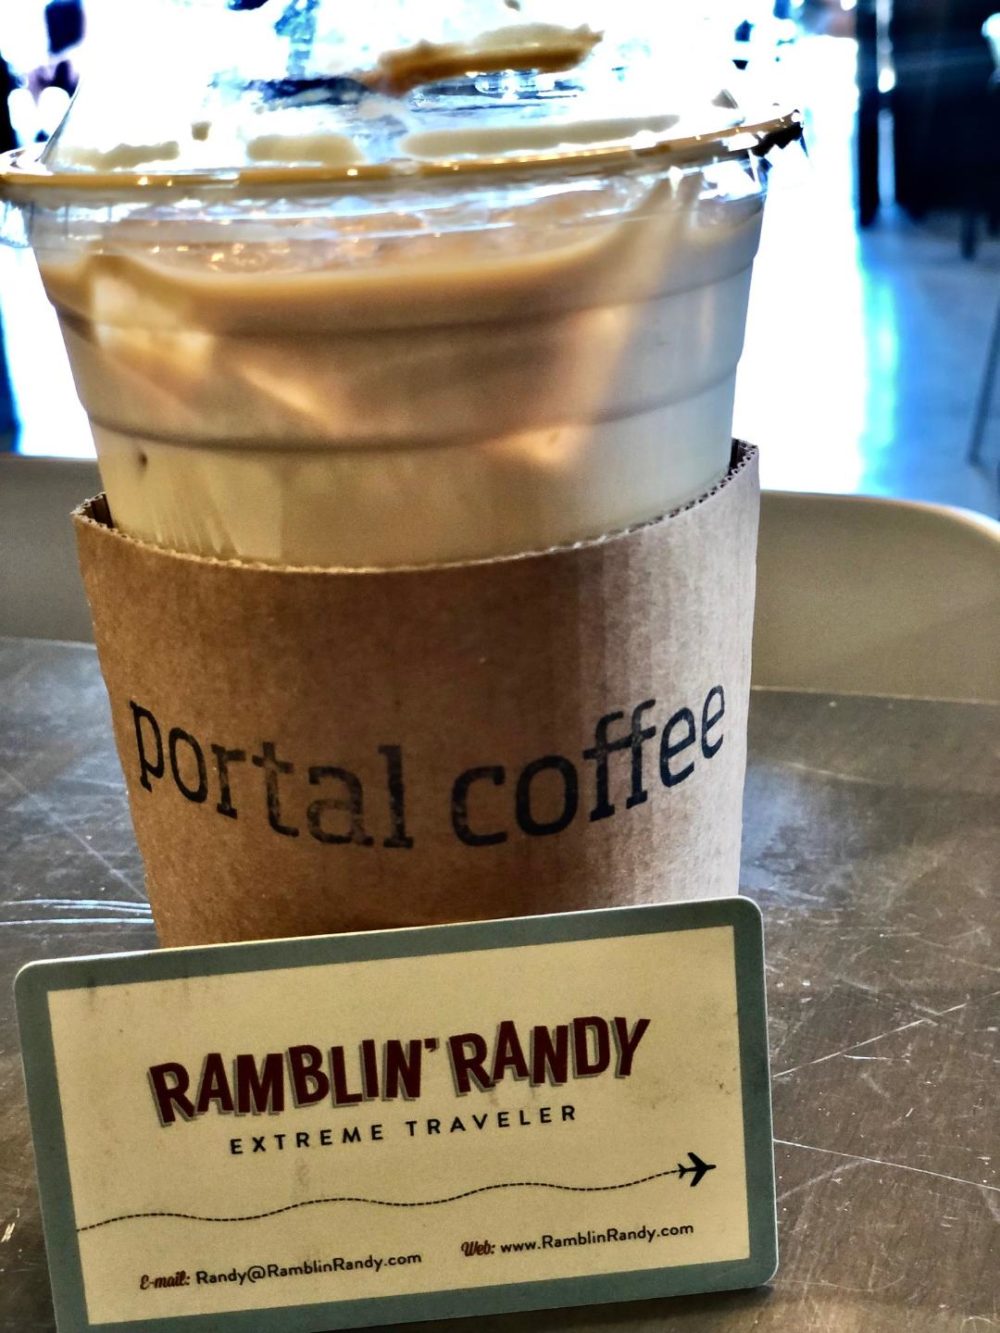 portal coffee
RAMBLIN' RANDY
EXTREME TRAVELER
E-mail: Randy@RamblinRandy.com Web: www.RamblinRandy.com